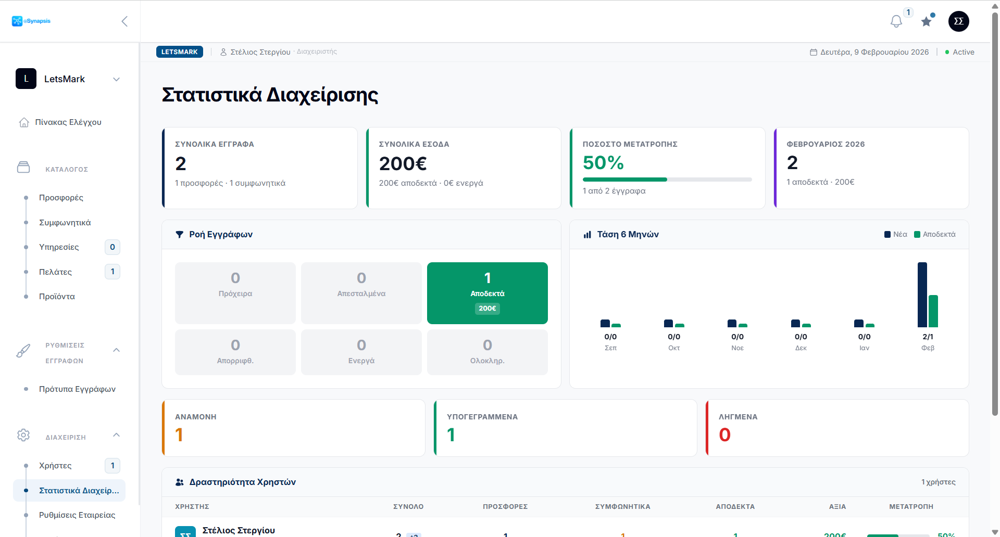 eSynapsis
1
ΣΣ
LETSMARK
Στέλιος Στεργίου · Διαχειριστής
Δευτέρα, 9 Φεβρουαρίου 2026
Active
L
LetsMark
Πίνακας Ελέγχου
ΚΑΤΑΛΟΓΟΣ
Προσφορές
Συμφωνητικά
Υπηρεσίες 0
Πελάτες 1
Προϊόντα
ΡΥΘΜΙΣΕΙΣ
ΕΓΓΡΑΦΩΝ
Πρότυπα Εγγράφων
ΔΙΑΧΕΙΡΙΣΗ
Χρήστες 1
Στατιστικά Διαχείρ...
Ρυθμίσεις Εταιρείας
Στατιστικά Διαχείρισης
ΣΥΝΟΛΙΚΑ ΕΓΓΡΑΦΑ
2
1 προσφορές · 1 συμφωνητικά
ΣΥΝΟΛΙΚΑ ΕΣΟΔΑ
200€
200€ αποδεκτά · 0€ ενεργά
ΠΟΣΟΣΤΟ ΜΕΤΑΤΡΟΠΗΣ
50%
1 από 2 έγγραφα
ΦΕΒΡΟΥΑΡΙΟΣ 2026
2
1 αποδεκτά · 200€
Ροή Εγγράφων
0
Πρόχειρα
0
Απεσταλμένα
1
Αποδεκτά
200€
0
Απορριφθ.
0
Ενεργά
0
Ολοκληρ.
Τάση 6 Μηνών
Νέα Αποδεκτά
0/0 0/0 0/0 0/0 0/0 2/1
Σεπ Οκτ Νοε Δεκ Ιαν Φεβ
ΑΝΑΜΟΝΗ
1
ΥΠΟΓΕΓΡΑΜΜΕΝΑ
1
ΛΗΓΜΕΝΑ
0
Δραστηριότητα Χρηστών
1 χρήστες
ΧΡΗΣΤΗΣ ΣΥΝΟΛΟ ΠΡΟΣΦΟΡΕΣ ΣΥΜΦΩΝΗΤΙΚΑ ΑΠΟΔΕΚΤΑ ΑΞΙΑ ΜΕΤΑΤΡΟΠΗ
ΣΣ Στέλιος Στεργίου 2 +2 1 1 1 200€ 50%